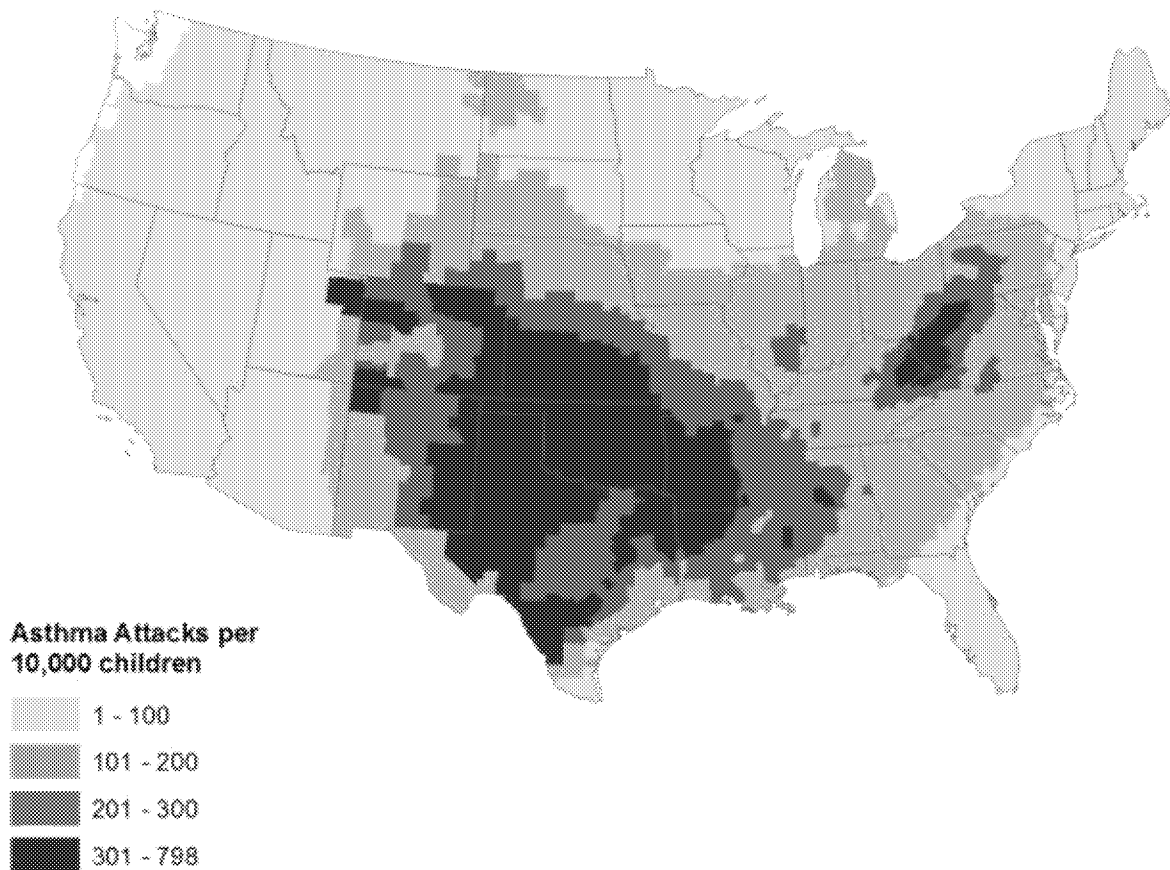 Asthma Attacks per
10,000 children
1 - 100
101 - 200
201 - 300
301 - 798